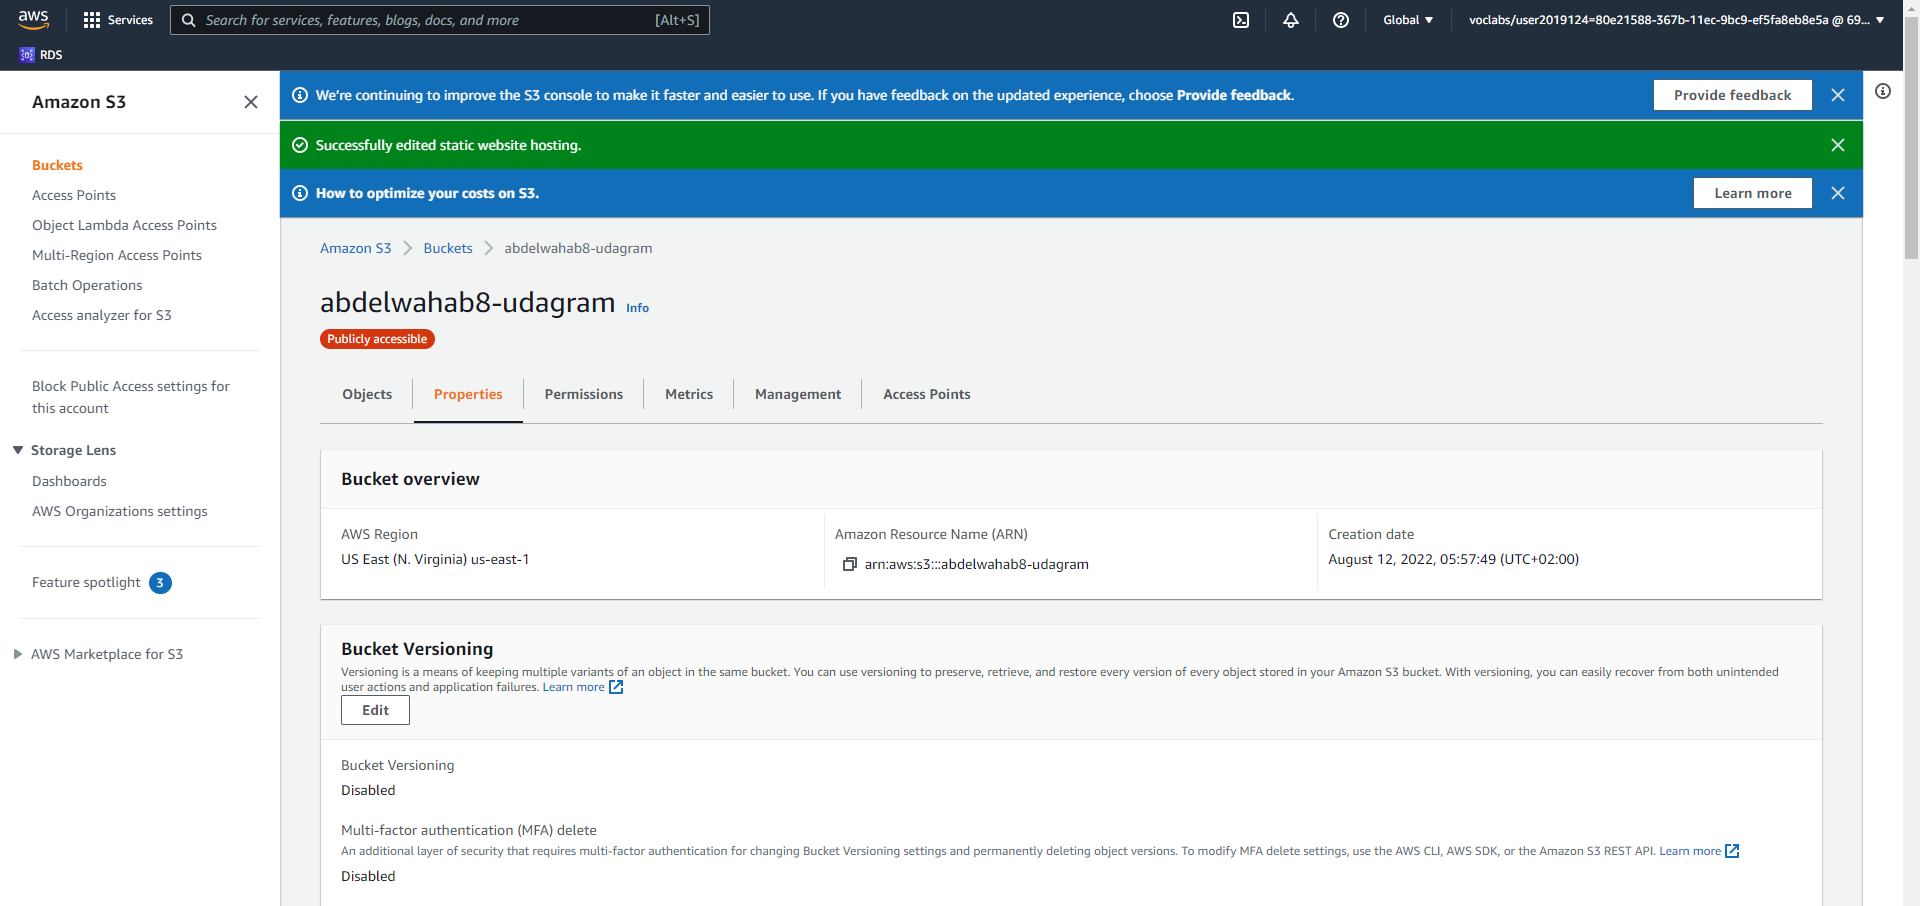 aws
Services
Search for services, features, blogs, docs, and more
[Alt+S]
Global
voclabs/user2019124=80e21588-367b-11ec-9bc9-ef5fa8eb8e5a @ 69...
RDS
Amazon S3
Buckets
Access Points
Object Lambda Access Points
Multi-Region Access Points
Batch Operations
Access analyzer for S3
Block Public Access settings for
this account
Storage Lens
Dashboards
AWS Organizations settings
Feature spotlight 3
AWS Marketplace for S3
We're continuing to improve the S3 console to make it faster and easier to use. If you have feedback on the updated experience, choose Provide feedback.
Provide feedback
Successfully edited static website hosting.
How to optimize your costs on S3.
Learn more
Amazon S3 Buckets abdelwahab8-udagram
abdelwahab8-udagram Info
Publicly accessible
Objects Properties Permissions Metrics Management Access Points
Bucket overview
AWS Region
US East (N. Virginia) us-east-1
Amazon Resource Name (ARN)
arn:aws:s3:::abdelwahab8-udagram
Creation date
August 12, 2022, 05:57:49 (UTC+02:00)
Bucket Versioning
Versioning is a means of keeping multiple variants of an object in the same bucket. You can use versioning to preserve, retrieve, and restore every version of every object stored in your Amazon S3 bucket. With versioning, you can easily recover from both unintended
user actions and application failures. Learn more
Edit
Bucket Versioning
Disabled
Multi-factor authentication (MFA) delete
An additional layer of security that requires multi-factor authentication for changing Bucket Versioning settings and permanently deleting object versions. To modify MFA delete settings, use the AWS CLI, AWS SDK, or the Amazon S3 REST API. Learn more
Disabled